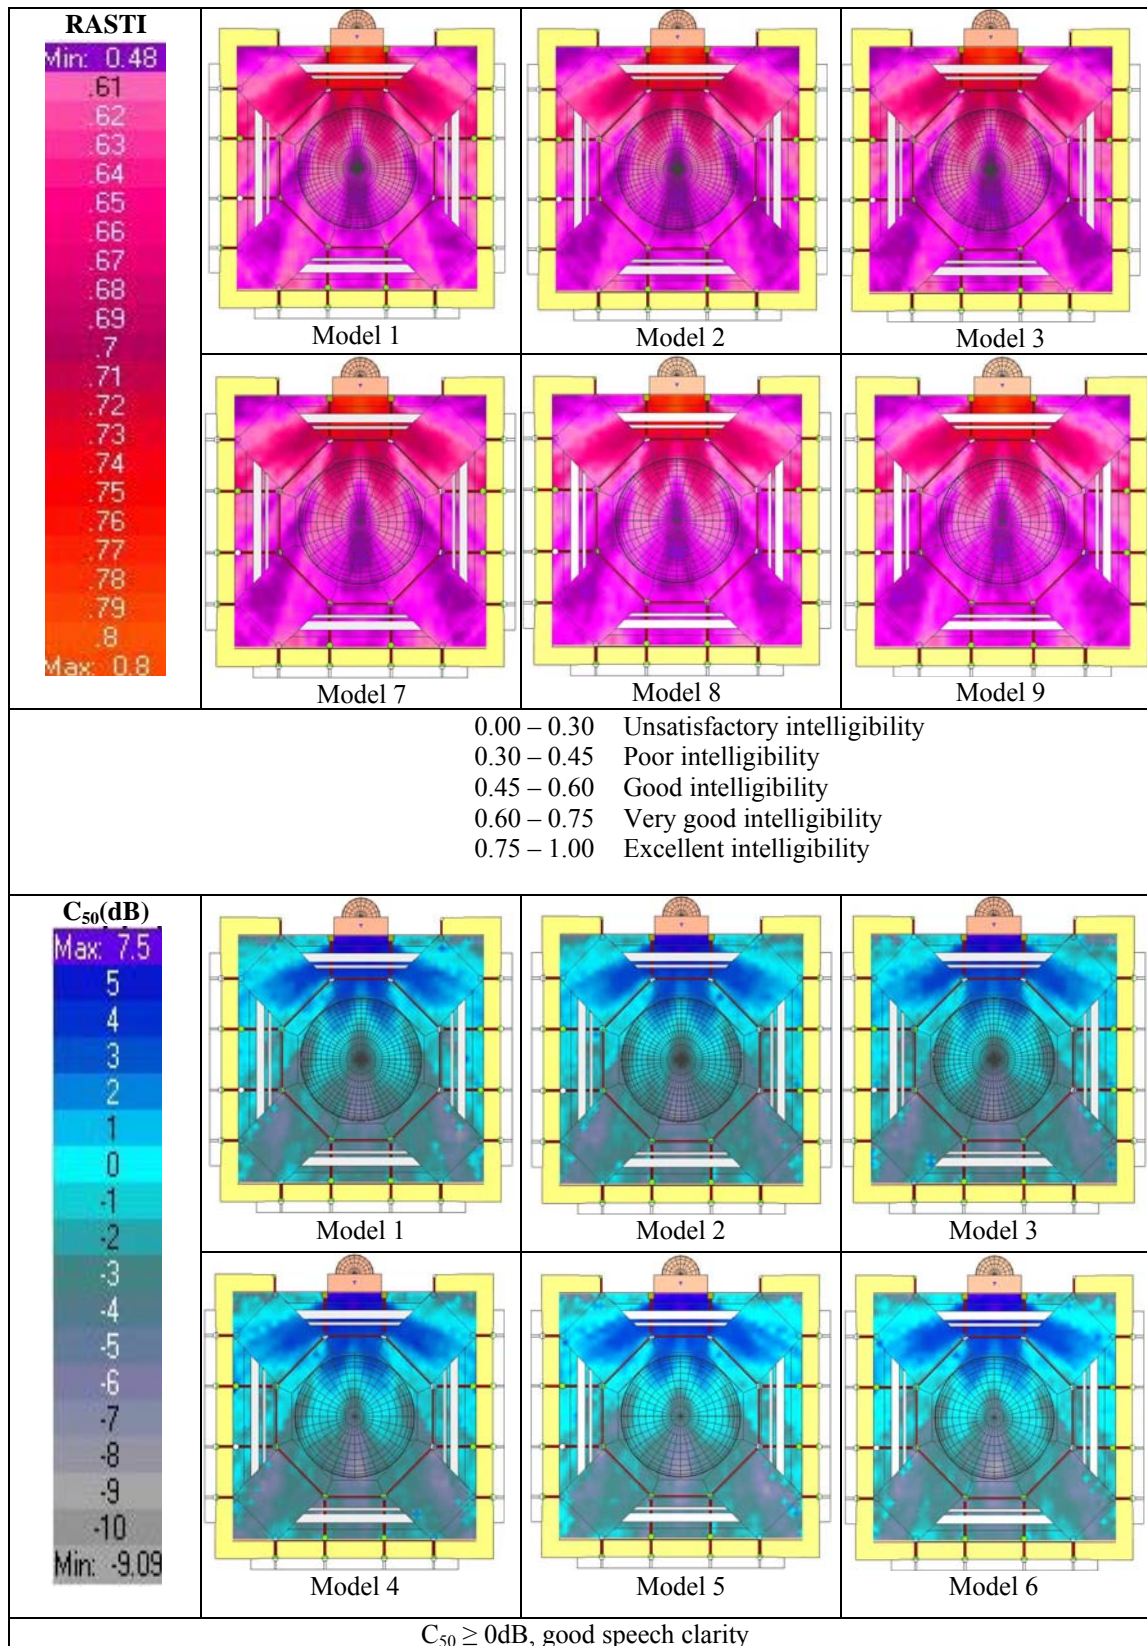 RASTI
Min: 0.48
.61
.62
.63
.64
.65
.66
.67
.68
.69
.7
.71
.72
.73
.74
.75
.76
.77
.78
.79
.8
Max: 0.8
Model 1
Model 2
Model 3
Model 7
Model 8
Model 9
0.00 – 0.30 Unsatisfactory intelligibility
0.30 – 0.45 Poor intelligibility
0.45 – 0.60 Good intelligibility
0.60 – 0.75 Very good intelligibility
0.75 – 1.00 Excellent intelligibility
C₅₀(dB)
Max: 7.5
5
4
3
2
1
0
-1
-2
-3
-4
-5
-6
-7
-8
-9
-10
Min: -9.09
Model 1
Model 2
Model 3
Model 4
Model 5
Model 6
C₅₀ ≥ 0dB, good speech clarity